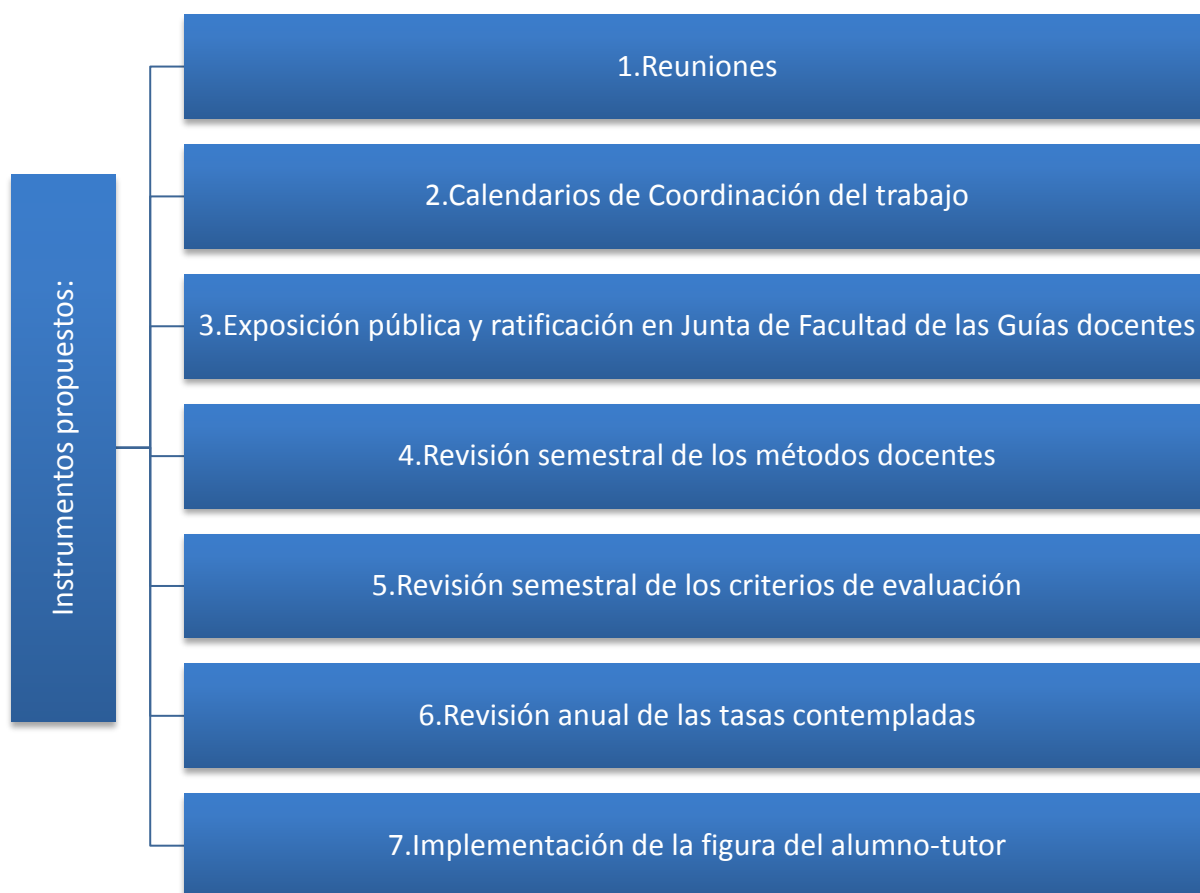 Instrumentos propuestos:
1.Reuniones
2.Calendarios de Coordinación del trabajo
3.Exposición pública y ratificación en Junta de Facultad de las Guías docentes
4.Revisión semestral de los métodos docentes
5.Revisión semestral de los criterios de evaluación
6.Revisión anual de las tasas contempladas
7.Implementación de la figura del alumno-tutor